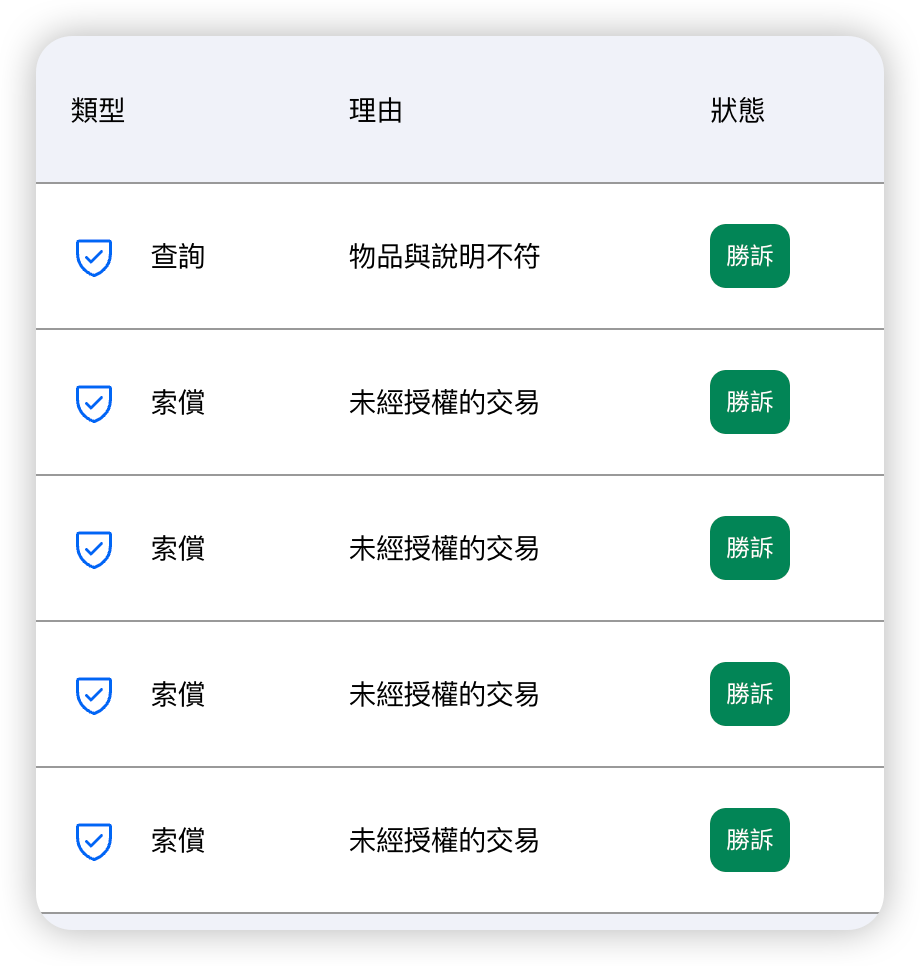 類型 理由 狀態
查詢 物品與說明不符 勝訴
索償 未經授權的交易 勝訴
索償 未經授權的交易 勝訴
索償 未經授權的交易 勝訴
索償 未經授權的交易 勝訴